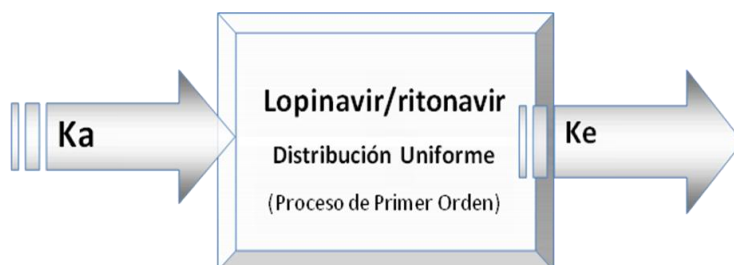 Ka
Lopinavir/ritonavir
Distribución Uniforme
(Proceso de Primer Orden)
Ke